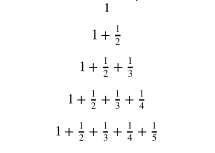 1
1 + 1/2
1 + 1/2 + 1/3
1 + 1/2 + 1/3 + 1/4
1 + 1/2 + 1/3 + 1/4 + 1/5